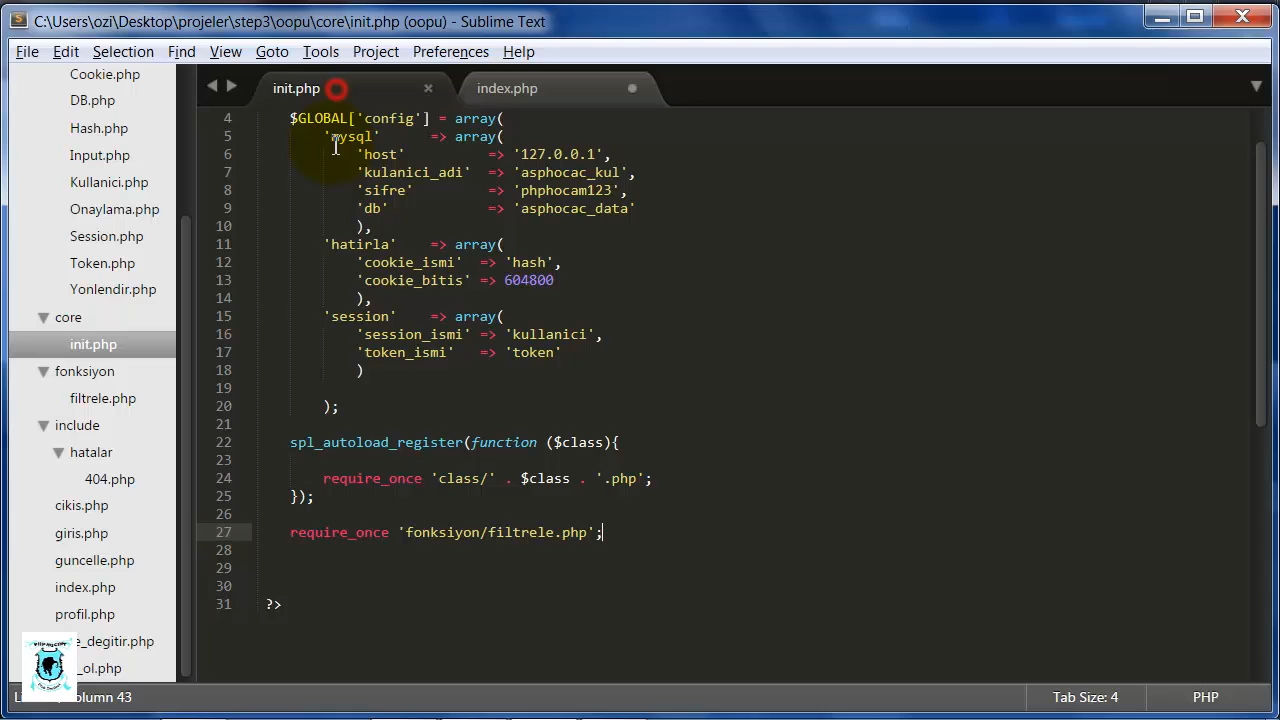 C:\Users\ozi\Desktop\projeler\step3\oopu\core\init.php (oopu) - Sublime Text
File Edit Selection Find View Goto Tools Project Preferences Help
Cookie.php
DB.php
Hash.php
Input.php
Kullanici.php
Onaylama.php
Session.php
Token.php
Yonlendir.php
core
init.php
fonksiyon
filtrele.php
include
hatalar
404.php
cikis.php
giris.php
guncelle.php
index.php
profil.php
e_degitir.php
_ol.php
init.php × index.php
4 $GLOBAL['config'] = array(
5 'mysql' => array(
6 'host' => '127.0.0.1',
7 'kulanici_adi' => 'asphocac_kul',
8 'sifre' => 'phphocam123',
9 'db' => 'asphocac_data'
10 ),
11 'hatirla' => array(
12 'cookie_ismi' => 'hash',
13 'cookie_bitis' => 604800
14 ),
15 'session' => array(
16 'session_ismi' => 'kullanici',
17 'token_ismi' => 'token'
18 )
19
20 );
21
22 spl_autoload_register(function ($class){
23
24 require_once 'class/' . $class . '.php';
25 });
26
27 require_once 'fonksiyon/filtrele.php';
28
29
30
31 ?>
Column 43 Tab Size: 4 PHP